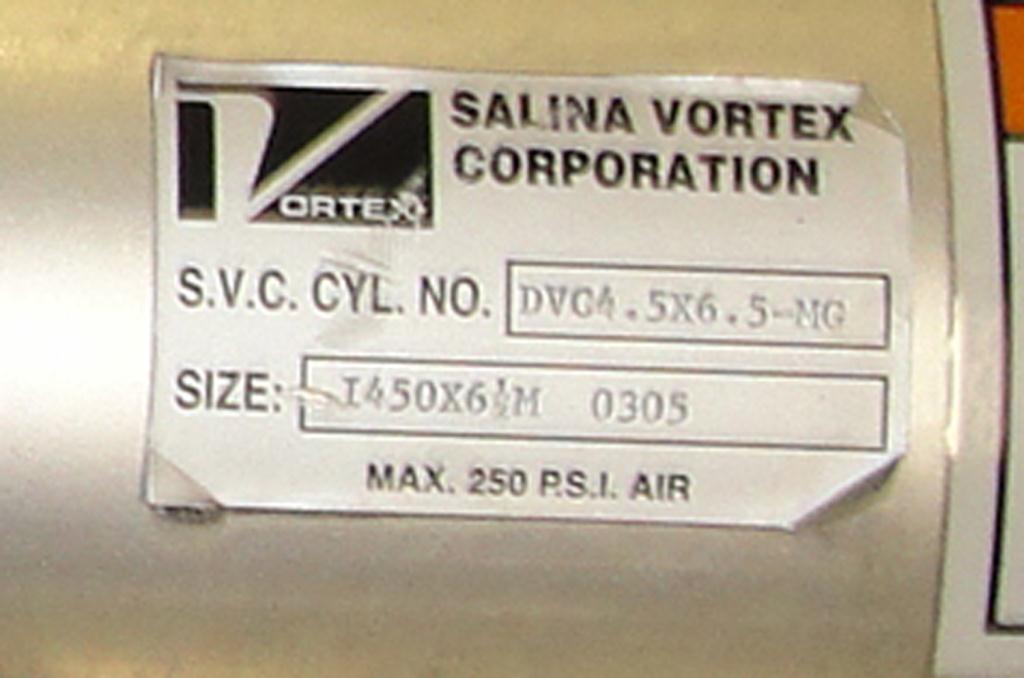 VORTEX
SALINA VORTEX
CORPORATION
S.V.C. CYL. NO. DVC4.5X6.5-MG
SIZE: I450X6½M 0305
MAX. 250 P.S.I. AIR